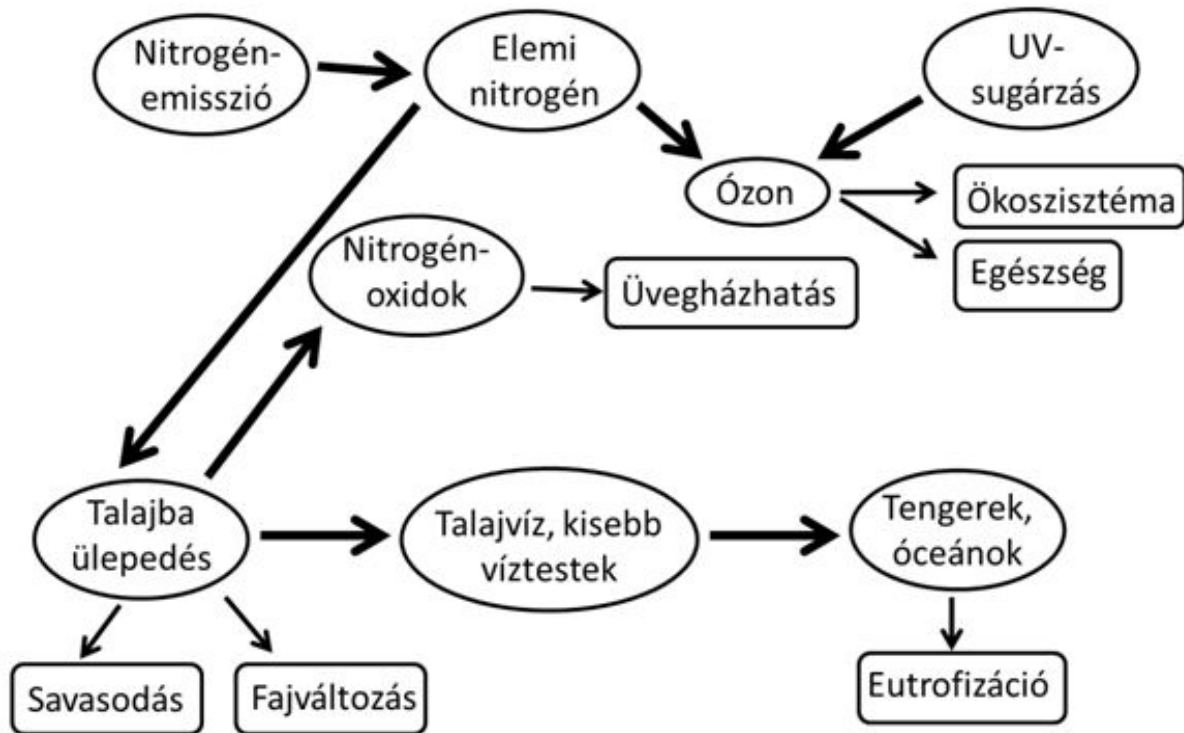 Nitrogén-
emisszió
Elemi
nitrogén
UV-
sugárzás
Ózon
Ökoszisztéma
Egészség
Nitrogén-
oxidok
Üvegházhatás
Talajba
ülepedés
Talajvíz, kisebb
víztestek
Tengerek,
óceánok
Savasodás
Fajváltozás
Eutrofizáció